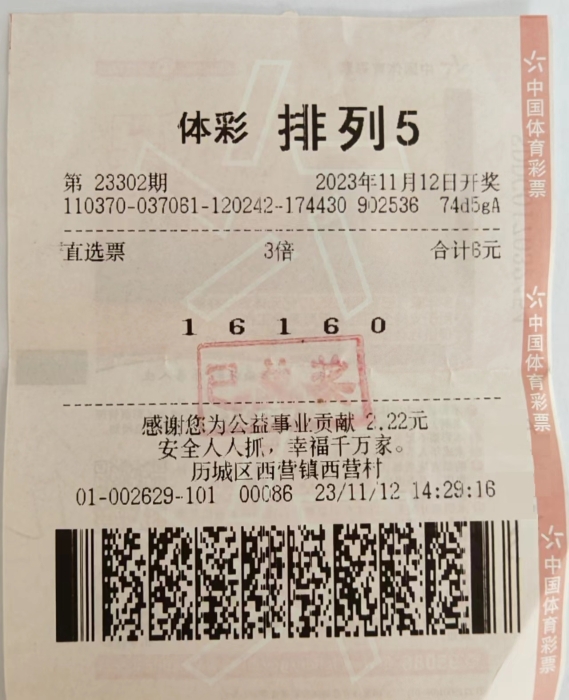 体彩 排列5
第 23302期 2023年11月12日开奖
110370-037061-120242-174430 902536 74d5gA
直选票 3倍 合计6元
1 6 1 6 0
已兑奖
感谢您为公益事业贡献 2.22元
安全人人抓，幸福千万家。
历城区西营镇西营村
01-002629-101 00086 23/11/12 14:29:16
中国体育彩票
中国体育彩票
中国体育彩票